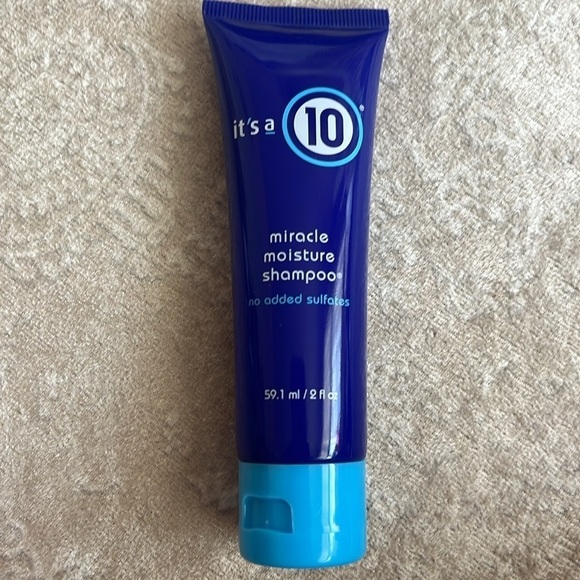 it's a 10®
miracle
moisture
shampoo®
no added sulfates
59.1 ml / 2 fl oz